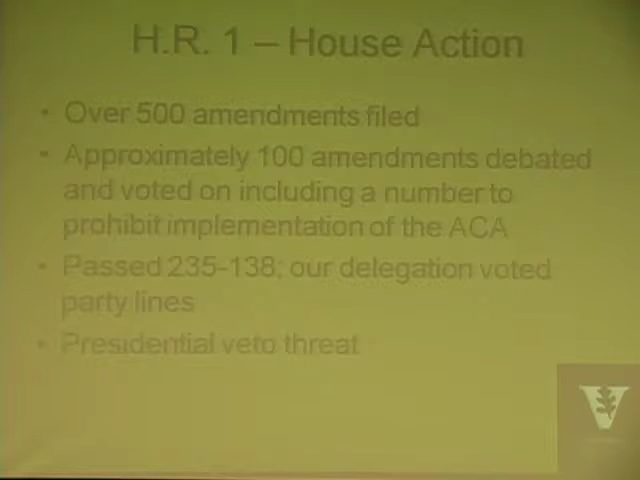 H.R. 1 – House Action
• Over 500 amendments filed
• Approximately 100 amendments debated
and voted on including a number to
prohibit implementation of the ACA
• Passed 235-138; our delegation voted
party lines
• Presidential veto threat
V